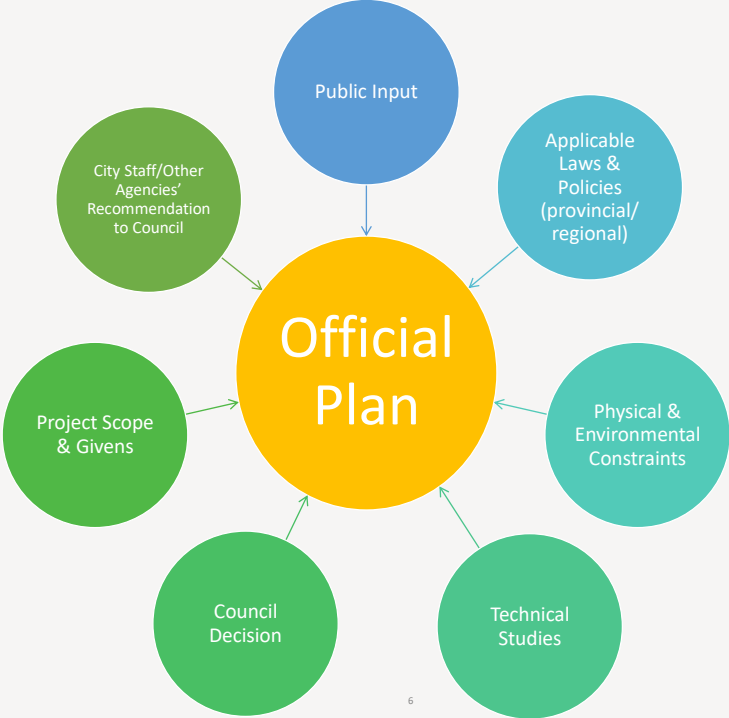 Public Input
Applicable
Laws &
Policies
(provincial/
regional)
City Staff/Other
Agencies’
Recommendation
to Council
Official
Plan
Physical &
Environmental
Constraints
Project Scope
& Givens
Council
Decision
Technical
Studies
6